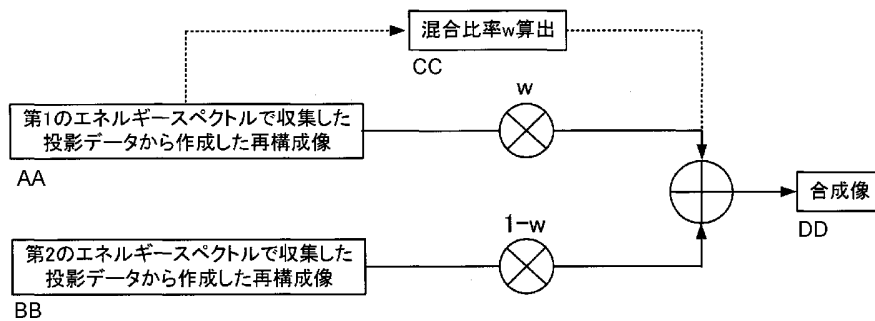 混合比率w算出
CC
w
第1のエネルギースペクトルで収集した
投影データから作成した再構成像
AA
合成像
DD
1-w
第2のエネルギースペクトルで収集した
投影データから作成した再構成像
BB